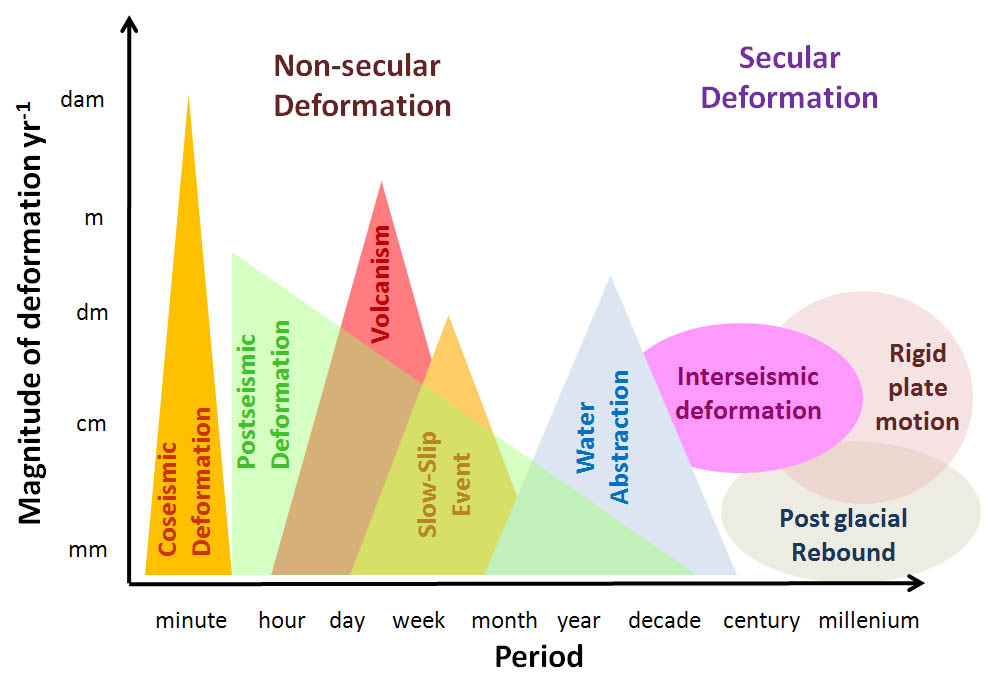 Non-secular
Deformation
Secular
Deformation
Magnitude of deformation yr-1
dam
m
dm
cm
mm
Coseismic
Deformation
Postseismic
Deformation
Volcanism
Slow-Slip
Event
Water
Abstraction
Interseismic
deformation
Rigid
plate
motion
Post glacial
Rebound
minute hour day week month year decade century millenium
Period